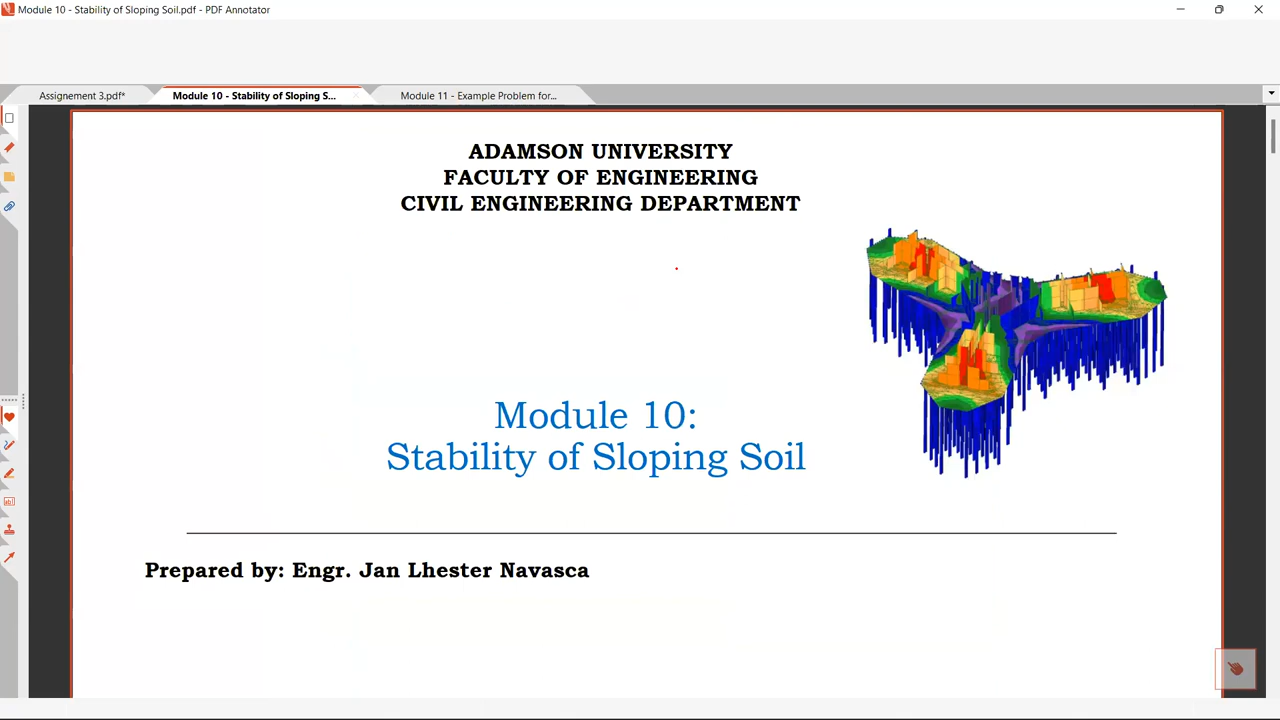 Module 10 - Stability of Sloping Soil.pdf - PDF Annotator
Assignement 3.pdf*
Module 10 - Stability of Sloping S...
Module 11 - Example Problem for...
ADAMSON UNIVERSITY
FACULTY OF ENGINEERING
CIVIL ENGINEERING DEPARTMENT
Module 10:
Stability of Sloping Soil
Prepared by: Engr. Jan Lhester Navasca